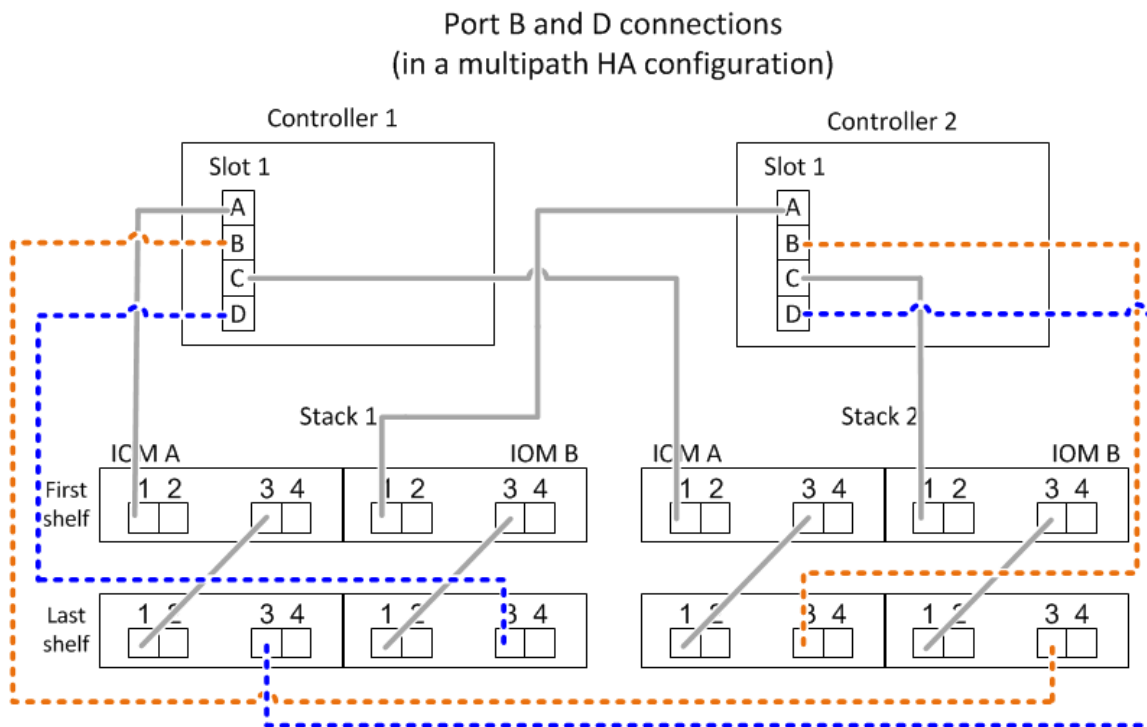 Port B and D connections
(in a multipath HA configuration)
Controller 1
Controller 2
Slot 1
Slot 1
A
A
B
B
C
C
D
D
Stack 1
Stack 2
IOM A
IOM B
IOM A
IOM B
First
shelf
1 2 3 4 1 2 3 4 1 2 3 4 1 2 3 4
Last
shelf
1 2 3 4 1 2 3 4 1 2 3 4 1 2 3 4